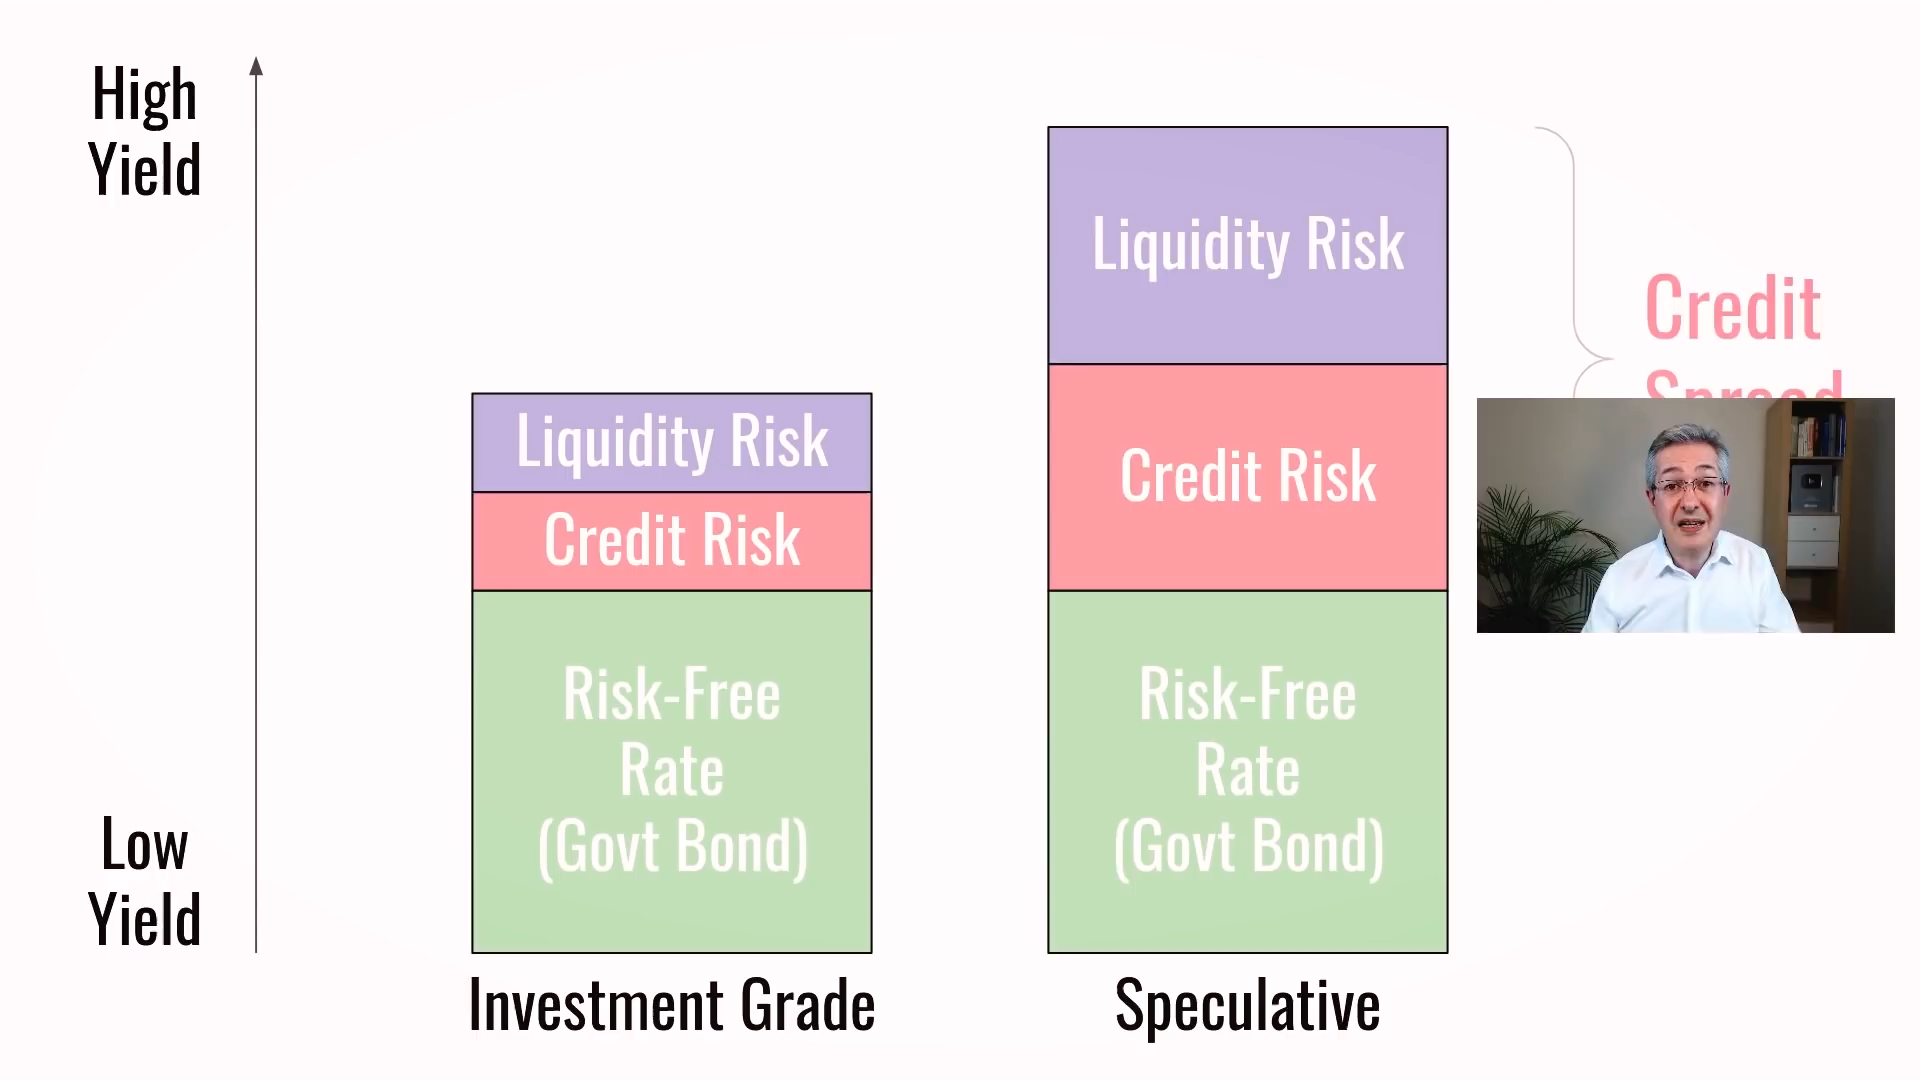 High
Yield
Low
Yield
Liquidity Risk
Credit Risk
Risk-Free
Rate
(Govt Bond)
Investment Grade
Liquidity Risk
Credit Risk
Risk-Free
Rate
(Govt Bond)
Speculative
Credit
Spread